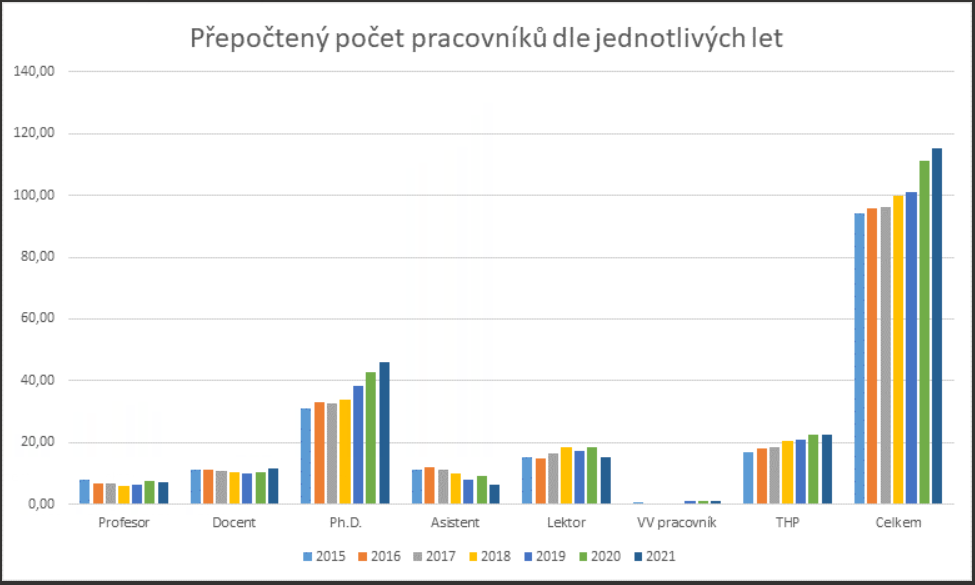 Přepočtený počet pracovníků dle jednotlivých let
140,00
120,00
100,00
80,00
60,00
40,00
20,00
0,00
Profesor Docent Ph.D. Asistent Lektor VV pracovník THP Celkem
2015 2016 2017 2018 2019 2020 2021